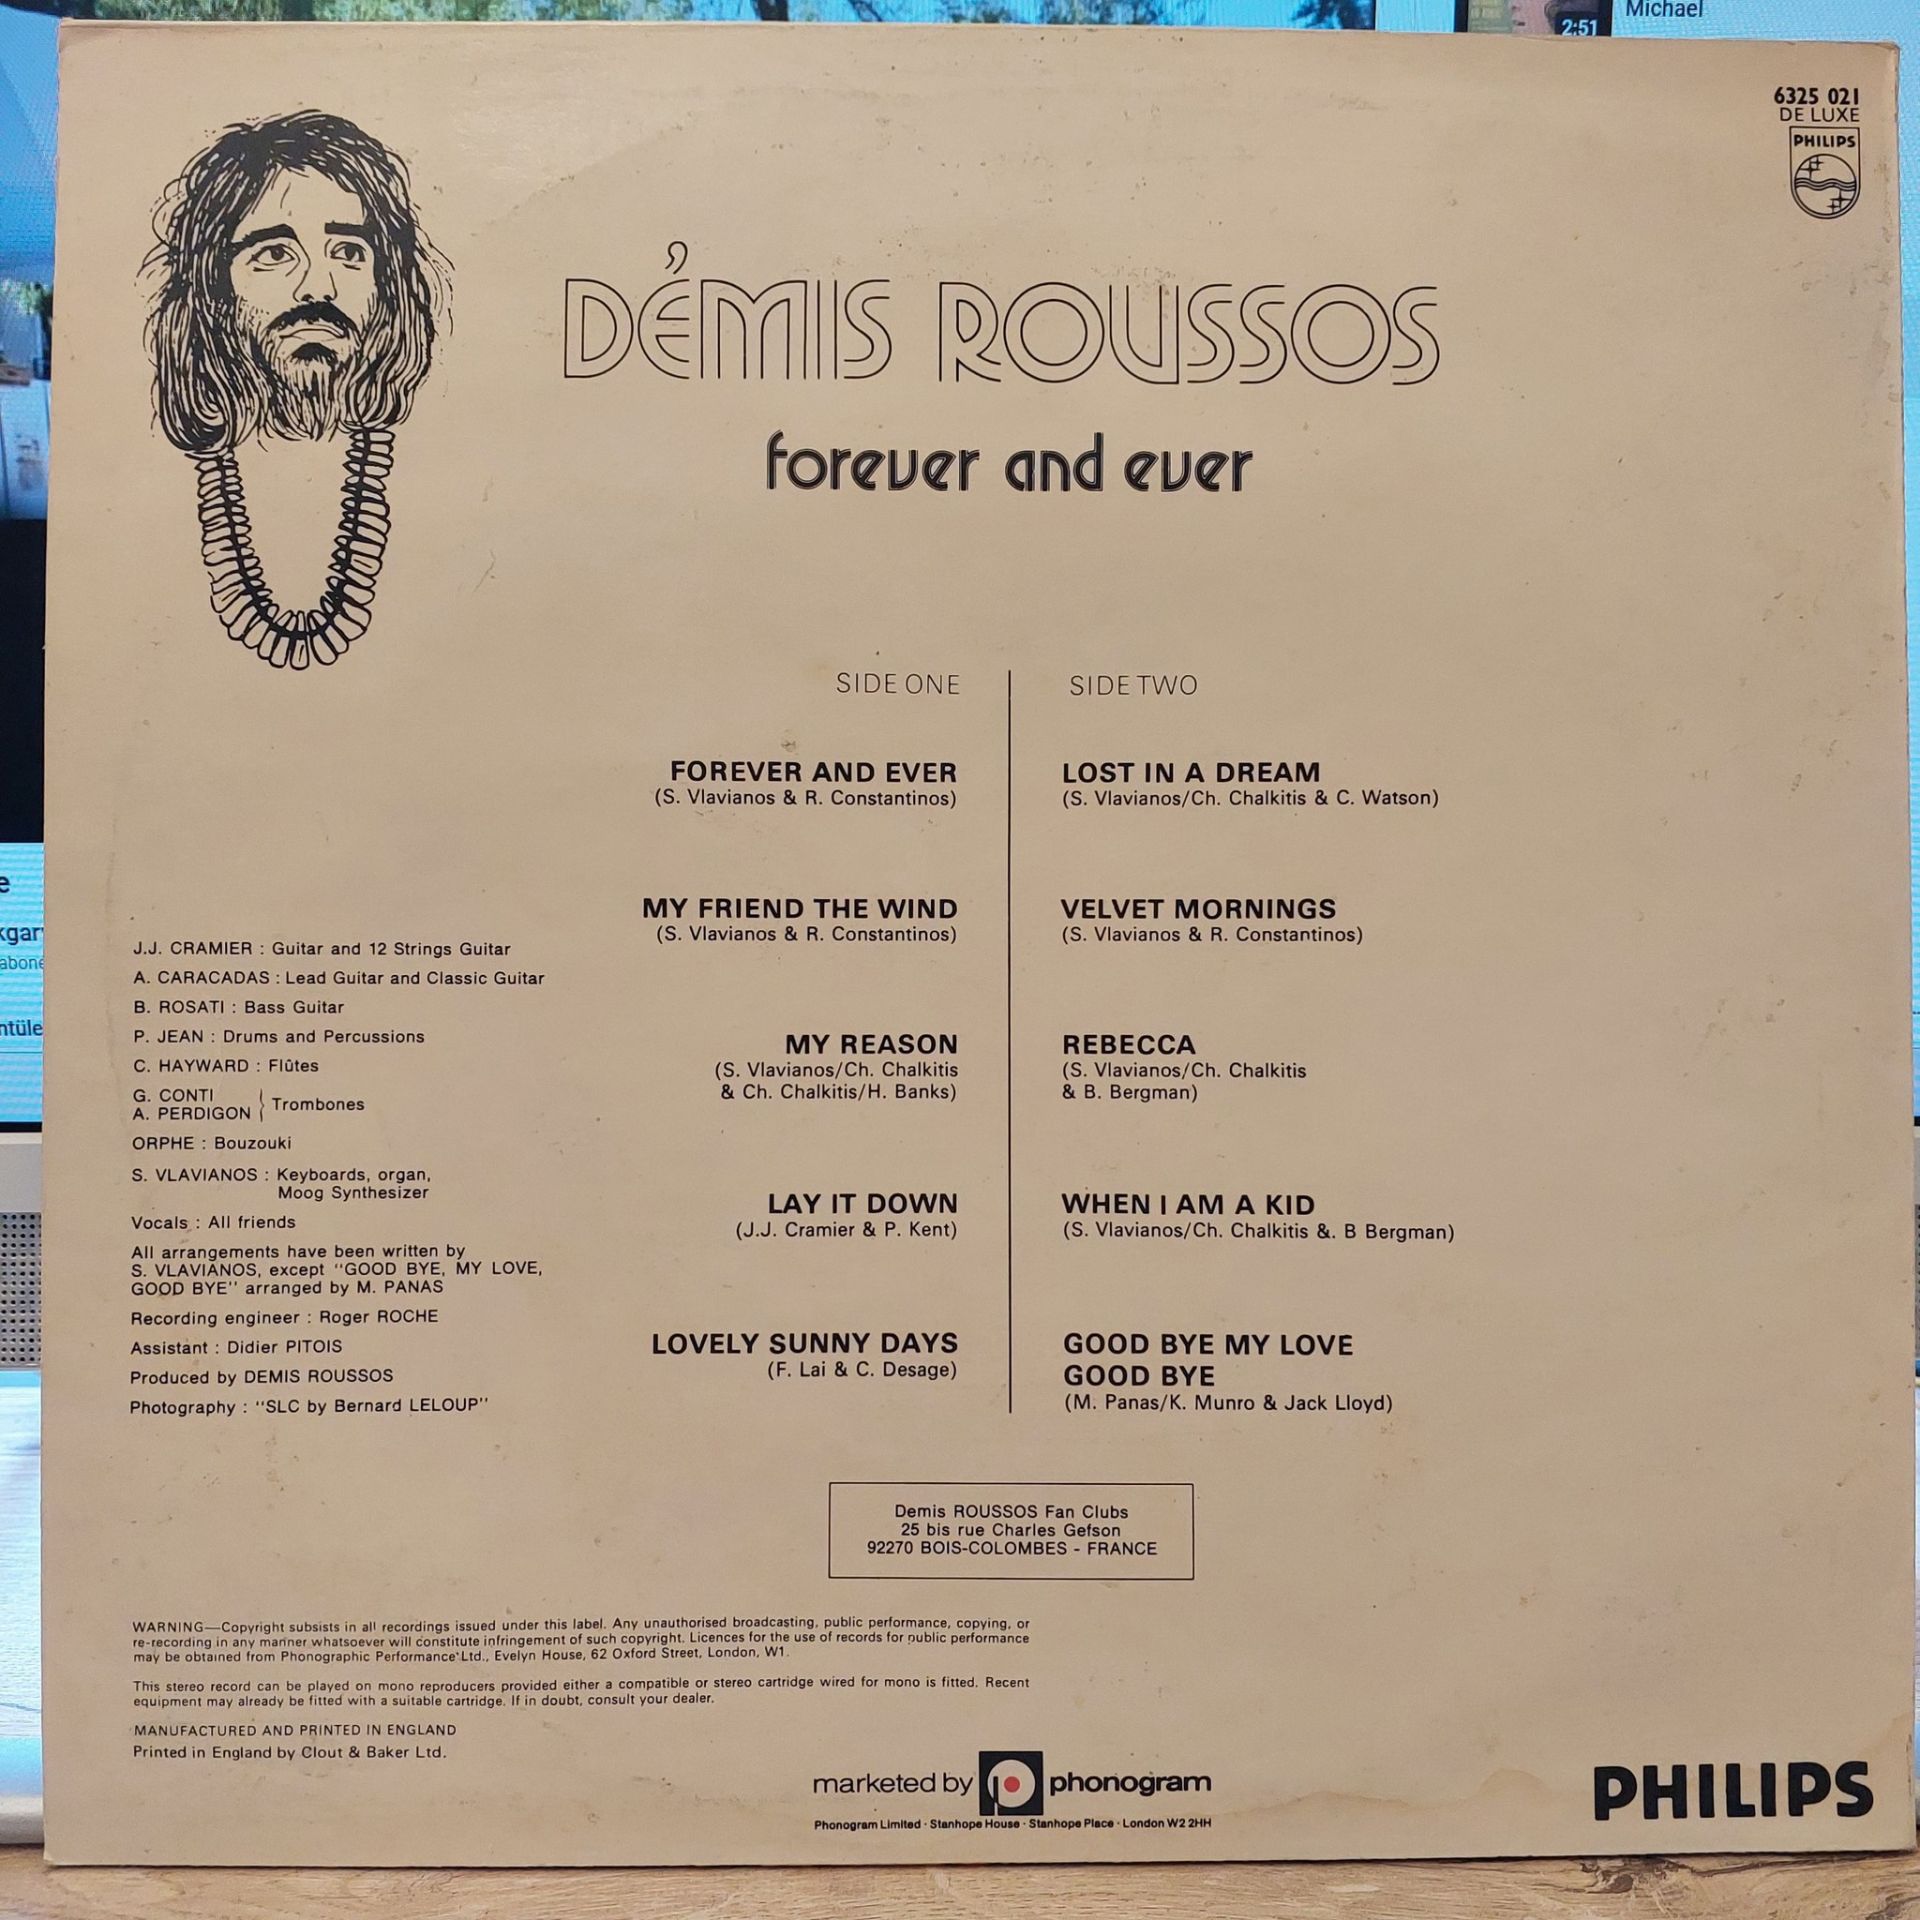 Michael
2:51
6325 021
DE LUXE
PHILIPS
DÉMIS ROUSSOS
forever and ever
SIDE ONE
FOREVER AND EVER
(S. Vlavianos & R. Constantinos)
MY FRIEND THE WIND
(S. Vlavianos & R. Constantinos)
MY REASON
(S. Vlavianos/Ch. Chalkitis
& Ch. Chalkitis/H. Banks)
LAY IT DOWN
(J.J. Cramier & P. Kent)
LOVELY SUNNY DAYS
(F. Lai & C. Desage)
SIDE TWO
LOST IN A DREAM
(S. Vlavianos/Ch. Chalkitis & C. Watson)
VELVET MORNINGS
(S. Vlavianos & R. Constantinos)
REBECCA
(S. Vlavianos/Ch. Chalkitis
& B. Bergman)
WHEN I AM A KID
(S. Vlavianos/Ch. Chalkitis &. B Bergman)
GOOD BYE MY LOVE
GOOD BYE
(M. Panas/K. Munro & Jack Lloyd)
J.J. CRAMIER : Guitar and 12 Strings Guitar
A. CARACADAS : Lead Guitar and Classic Guitar
B. ROSATI : Bass Guitar
P. JEAN : Drums and Percussions
C. HAYWARD : Flûtes
G. CONTI
A. PERDIGON } Trombones
ORPHE : Bouzouki
S. VLAVIANOS : Keyboards, organ,
Moog Synthesizer
Vocals : All friends
All arrangements have been written by
S. VLAVIANOS, except "GOOD BYE, MY LOVE,
GOOD BYE" arranged by M. PANAS
Recording engineer : Roger ROCHE
Assistant : Didier PITOIS
Produced by DEMIS ROUSSOS
Photography : "SLC by Bernard LELOUP"
Demis ROUSSOS Fan Clubs
25 bis rue Charles Gefson
92270 BOIS-COLOMBES - FRANCE
WARNING—Copyright subsists in all recordings issued under this label. Any unauthorised broadcasting, public performance, copying, or
re-recording in any manner whatsoever will constitute infringement of such copyright. Licences for the use of records for public performance
may be obtained from Phonographic Performance Ltd., Evelyn House, 62 Oxford Street, London, W1.
This stereo record can be played on mono reproducers provided either a compatible or stereo cartridge wired for mono is fitted. Recent
equipment may already be fitted with a suitable cartridge. If in doubt, consult your dealer.
MANUFACTURED AND PRINTED IN ENGLAND
Printed in England by Clout & Baker Ltd.
marketed by p phonogram
Phonogram Limited · Stanhope House · Stanhope Place · London W2 2HH
PHILIPS